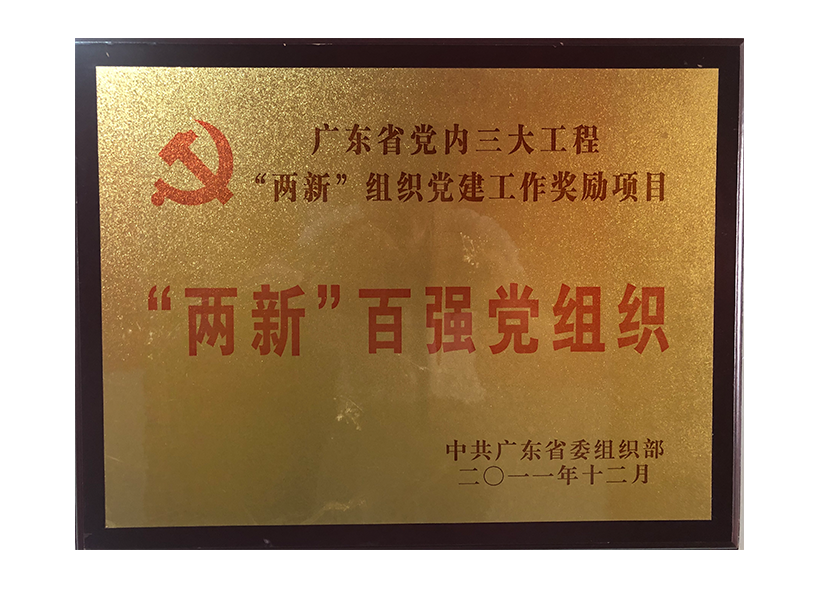 广东省党内三大工程
“两新”组织党建工作奖励项目
“两新”百强党组织
中共广东省委组织部
二〇一一年十二月